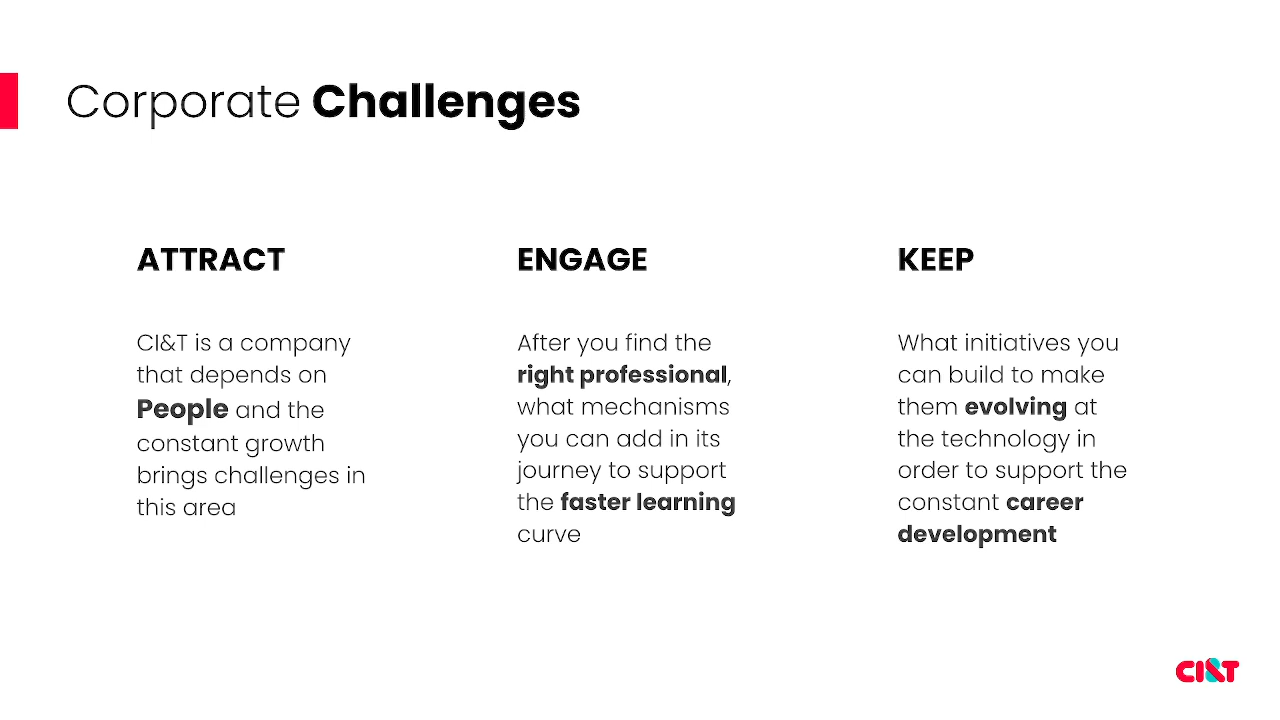 Corporate Challenges
ATTRACT
CI&T is a company
that depends on
People and the
constant growth
brings challenges in
this area
ENGAGE
After you find the
right professional,
what mechanisms
you can add in its
journey to support
the faster learning
curve
KEEP
What initiatives you
can build to make
them evolving at
the technology in
order to support the
constant career
development
CI&T